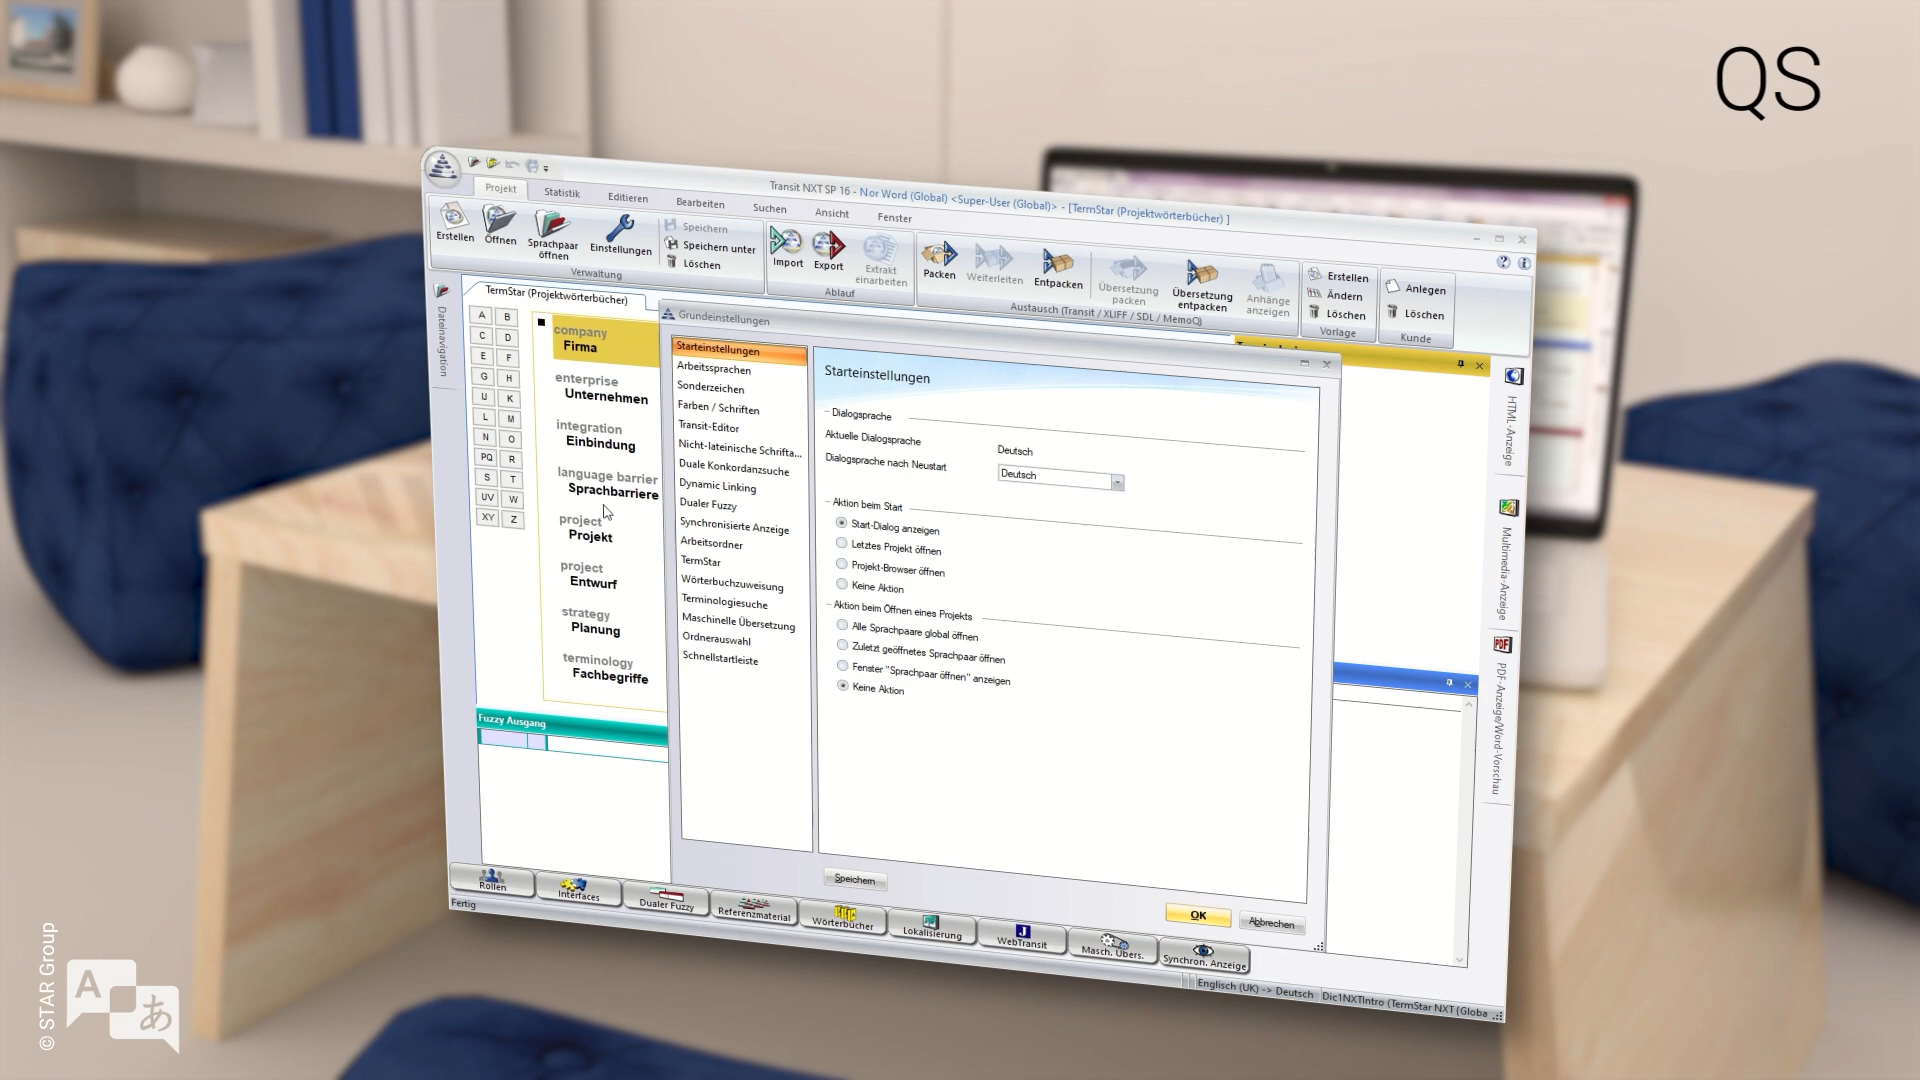 QS
Transit NXT SP 16 - Nor Word (Global) <Super-User (Global)> - [TermStar (Projektwörterbücher) ]
Projekt
Statistik
Editieren
Bearbeiten
Suchen
Ansicht
Fenster
Erstellen
Öffnen
Sprachpaar
öffnen
Einstellungen
Speichern
Speichern unter
Löschen
Verwaltung
Import
Export
Extrakt
einarbeiten
Ablauf
Packen
Weiterleiten
Entpacken
Übersetzung
packen
Übersetzung
entpacken
Anhänge
anzeigen
Austausch (Transit / XLIFF / SDL / MemoQ)
Erstellen
Ändern
Löschen
Vorlage
Anlegen
Löschen
Kunde
Dateinavigation
TermStar (Projektwörterbücher)
A B
C D
E F
G H
IJ K
L M
N O
PQ R
S T
UV W
XY Z
company
Firma
enterprise
Unternehmen
integration
Einbindung
language barrier
Sprachbarriere
project
Projekt
project
Entwurf
strategy
Planung
terminology
Fachbegriffe
Fuzzy Ausgang
Grundeinstellungen
Starteinstellungen
Arbeitssprachen
Sonderzeichen
Farben / Schriften
Transit-Editor
Nicht-lateinische Schrifta...
Duale Konkordanzsuche
Dynamic Linking
Dualer Fuzzy
Synchronisierte Anzeige
Arbeitsordner
TermStar
Wörterbuchzuweisung
Terminologiesuche
Maschinelle Übersetzung
Ordnerauswahl
Schnellstartleiste
Starteinstellungen
Dialogsprache
Aktuelle Dialogsprache
Deutsch
Dialogsprache nach Neustart
Deutsch
Aktion beim Start
Start-Dialog anzeigen
Letztes Projekt öffnen
Projekt-Browser öffnen
Keine Aktion
Aktion beim Öffnen eines Projekts
Alle Sprachpaare global öffnen
Zuletzt geöffnetes Sprachpaar öffnen
Fenster "Sprachpaar öffnen" anzeigen
Keine Aktion
Speichern
OK
Abbrechen
HTML-Anzeige
Multimedia-Anzeige
PDF
PDF-Anzeige/Word-Vorschau
Rollen
Interfaces
Dualer Fuzzy
Referenzmaterial
Wörterbücher
Lokalisierung
WebTransit
Masch. Übers.
Synchron. Anzeige
Fertig
Englisch (UK) -> Deutsch
Dic1NXTIntro (TermStar NXT (Globa
© STAR Group
A
あ